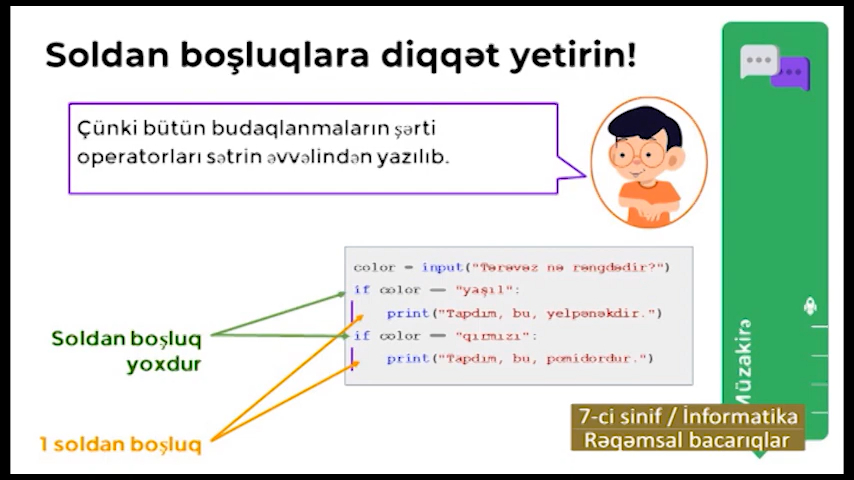 Soldan boşluqlara diqqət yetirin!
Çünki bütün budaqlanmaların şərti
operatorları sətrin əvvəlindən yazılıb.
color = input("Tərəvəz nə rəngdədir?")
if color == "yaşıl":
print("Tapdım, bu, yelpənəkdir.")
if color == "qırmızı":
print("Tapdım, bu, pomidordur.")
Soldan boşluq
yoxdur
1 soldan boşluq
Müzakirə
7-ci sinif / İnformatika
Rəqəmsal bacarıqlar